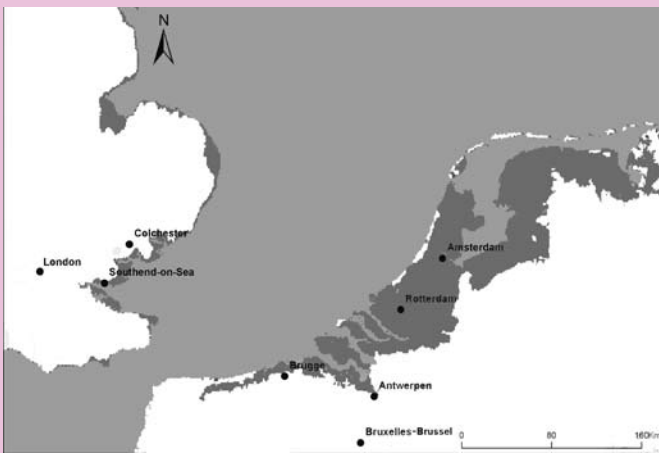 N
Colchester
London
Southend-on-Sea
Amsterdam
Rotterdam
Brugge
Antwerpen
Bruxelles-Brussel
0 80 160Km